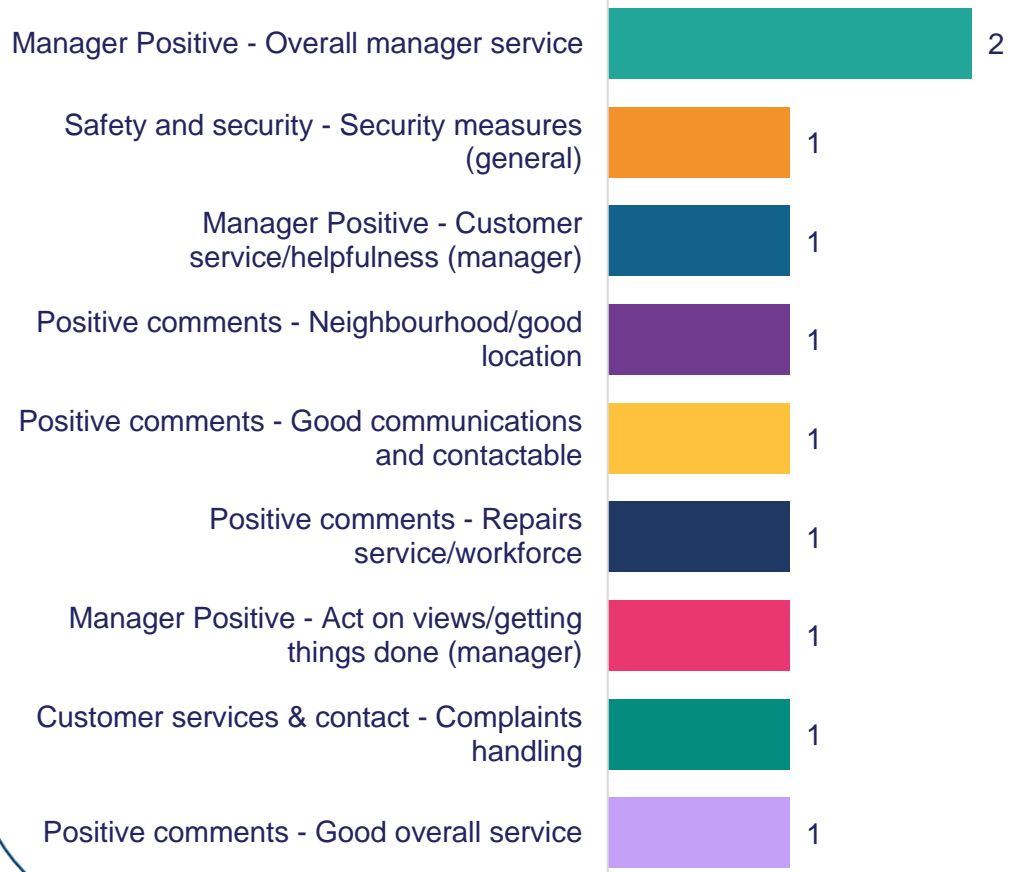 Manager Positive - Overall manager service
2
Safety and security - Security measures
(general)
1
Manager Positive - Customer
service/helpfulness (manager)
1
Positive comments - Neighbourhood/good
location
1
Positive comments - Good communications
and contactable
1
Positive comments - Repairs
service/workforce
1
Manager Positive - Act on views/getting
things done (manager)
1
Customer services & contact - Complaints
handling
1
Positive comments - Good overall service
1